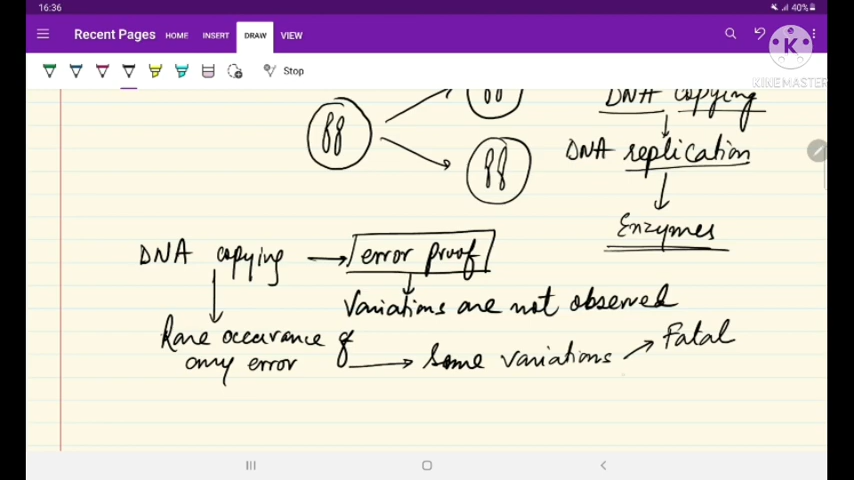 16:36
40%
Recent Pages HOME INSERT DRAW VIEW
K
KINEMASTER
Stop
DNA copying
DNA replication
Enzymes
DNA copying → error proof
Variations are not observed
Rare occurance of
any error → Some variations → Fatal